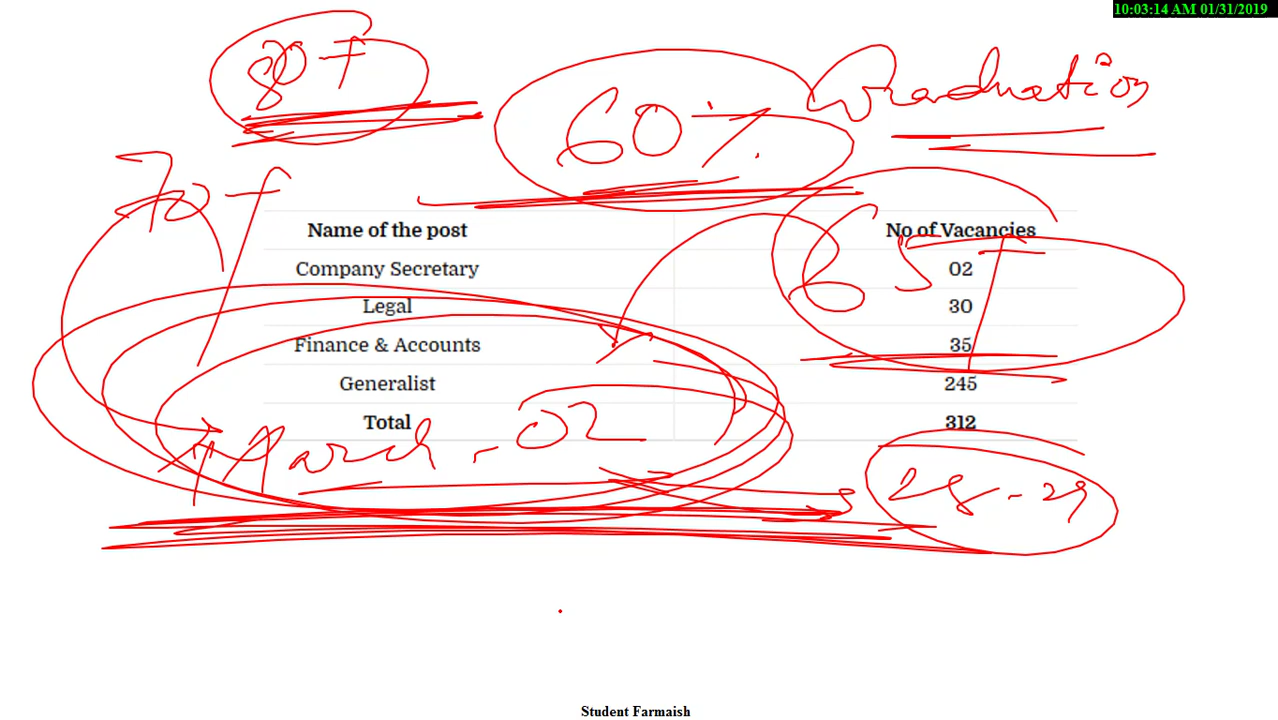 10:03:14 AM 01/31/2019
80 T
60% Graduation
70 T
Name of the post No of Vacancies
65 T
Company Secretary 02
Legal 30
Finance & Accounts 35
Generalist 245
Total 312
March - 02
28 - 29
Student Farmaish